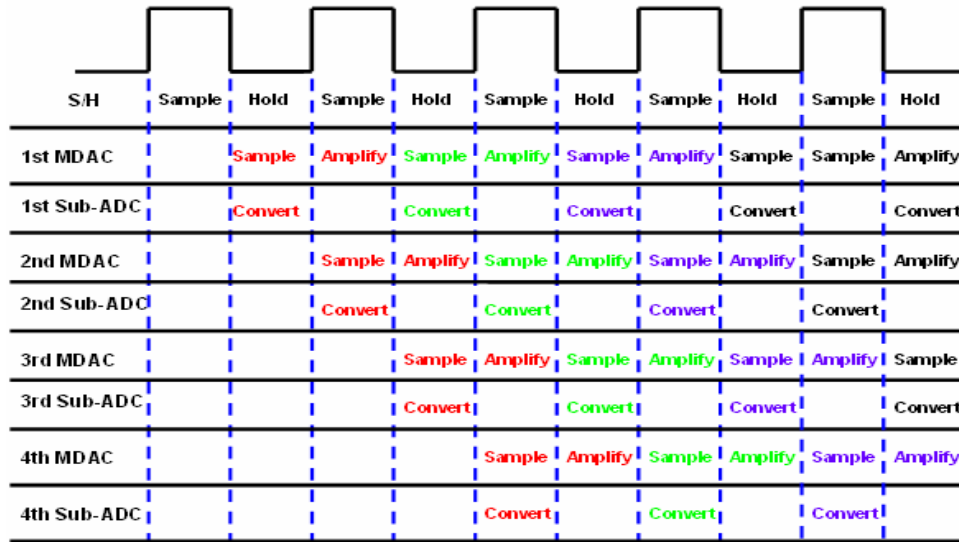 S/H Sample Hold Sample Hold Sample Hold Sample Hold Sample Hold
1st MDAC Sample Amplify Sample Amplify Sample Amplify Sample Sample Amplify
1st Sub-ADC Convert Convert Convert Convert Convert
2nd MDAC Sample Amplify Sample Amplify Sample Amplify Sample Amplify
2nd Sub-ADC Convert Convert Convert Convert
3rd MDAC Sample Amplify Sample Amplify Sample Amplify Sample
3rd Sub-ADC Convert Convert Convert Convert
4th MDAC Sample Amplify Sample Amplify Sample Amplify
4th Sub-ADC Convert Convert Convert